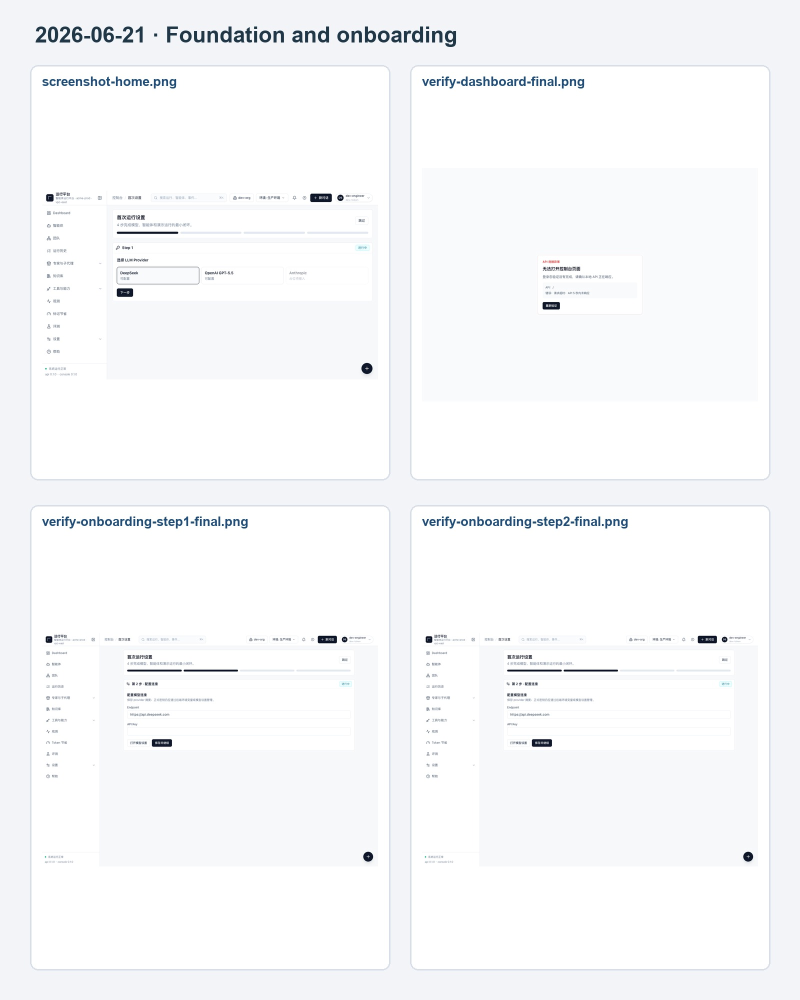 2026-06-21 · Foundation and onboarding
screenshot-home.png
运行平台
智能体运行平台 · acme-prod · vpc-east
控制台 / 首次设置
搜索运行、智能体、事件... ⌘K
dev-org
环境: 生产环境
+ 新对话
DE
dev-engineer
dev-token
Dashboard
智能体
团队
运行历史
专家与子代理
知识库
工具与能力
观测
标记节省
评测
设置
帮助
系统运行正常
api 0.1.0 · console 0.1.0
首次运行设置
4 步完成模型、智能体和演示运行的最小闭环。
跳过
Step 1
进行中
选择 LLM Provider
DeepSeek
可配置
OpenAI GPT-5.5
可配置
Anthropic
占位待接入
下一步
verify-dashboard-final.png
API 连接异常
无法打开控制台页面
登录态验证没有完成，请确认本地 API 正在响应。
API: /
错误: 请求超时: API 5 秒内未响应
重新验证
verify-onboarding-step1-final.png
运行平台
智能体运行平台 · acme-prod · vpc-east
控制台 / 首次设置
搜索运行、智能体、事件... ⌘K
dev-org
环境: 生产环境
+ 新对话
DE
dev-engineer
dev-token
Dashboard
智能体
团队
运行历史
专家与子代理
知识库
工具与能力
观测
Token 节省
评测
设置
帮助
系统运行正常
api 0.1.0 · console 0.1.0
首次运行设置
4 步完成模型、智能体和演示运行的最小闭环。
跳过
第 2 步 · 配置连接
进行中
配置模型连接
保存 provider 摘要；正式密钥仍应通过后端环境变量或模型设置管理。
Endpoint
https://api.deepseek.com
API Key
打开模型设置
保存并继续
verify-onboarding-step2-final.png
运行平台
智能体运行平台 · acme-prod · vpc-east
控制台 / 首次设置
搜索运行、智能体、事件... ⌘K
dev-org
环境: 生产环境
+ 新对话
DE
dev-engineer
dev-token
Dashboard
智能体
团队
运行历史
专家与子代理
知识库
工具与能力
观测
Token 节省
评测
设置
帮助
系统运行正常
api 0.1.0 · console 0.1.0
首次运行设置
4 步完成模型、智能体和演示运行的最小闭环。
跳过
第 2 步 · 配置连接
进行中
配置模型连接
保存 provider 摘要；正式密钥仍应通过后端环境变量或模型设置管理。
Endpoint
https://api.deepseek.com
API Key
打开模型设置
保存并继续